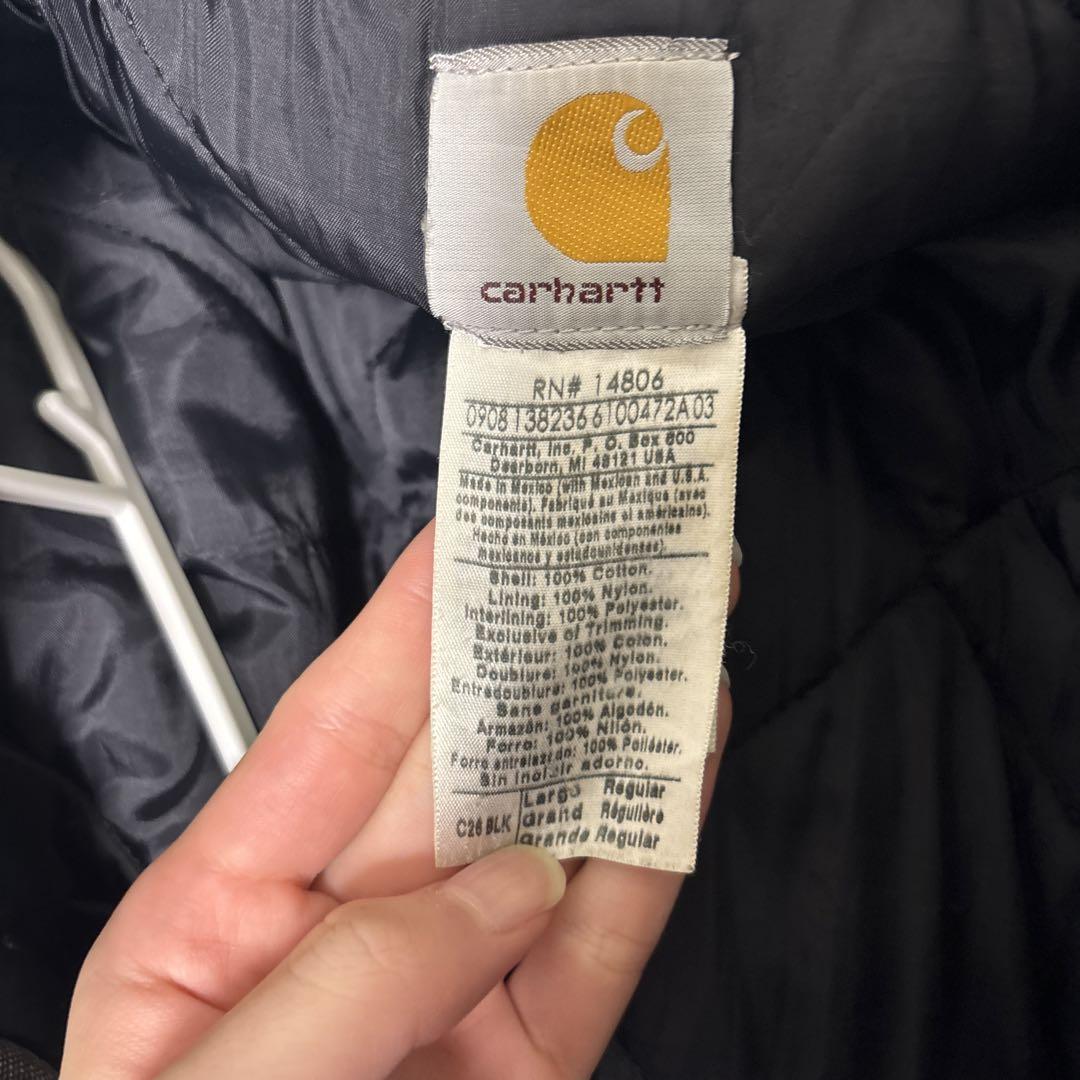 carhartt
RN# 14806
0908 138236 6100472A 03
Carhartt, Inc. P. O. Box 600
Dearborn, MI 48121 USA
Made in Mexico (with Mexican and U.S.A.
components). Fabriqué au Mexique (avec
des composants mexicains et américains).
Hecho en México (con componentes
mexicanos y estadounidenses)
Shell: 100% Cotton.
Lining: 100% Nylon.
Interlining: 100% Polyester.
Exclusive of Trimming.
Extérieur: 100% Coton.
Doublure: 100% Nylon.
Entredoublure: 100% Polyester.
Sans garniture.
Armazón: 100% Algodón.
Forro: 100% Nilón.
Forro entrelazón: 100% Poliéster.
Sin incluir adorno.
C26 BLK
Large Regular
Grand Régulière
Grande Regular